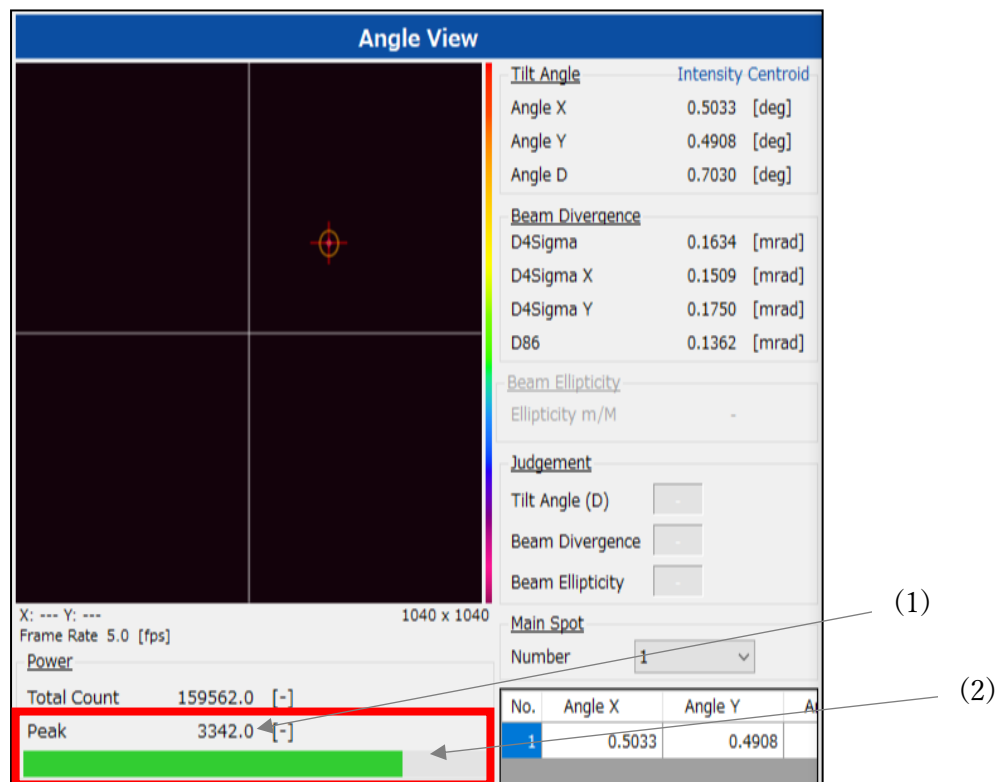 Angle View
Tilt Angle Intensity Centroid
Angle X 0.5033 [deg]
Angle Y 0.4908 [deg]
Angle D 0.7030 [deg]
Beam Divergence
D4Sigma 0.1634 [mrad]
D4Sigma X 0.1509 [mrad]
D4Sigma Y 0.1750 [mrad]
D86 0.1362 [mrad]
Beam Ellipticity
Ellipticity m/M -
Judgement
Tilt Angle (D) -
Beam Divergence -
Beam Ellipticity -
X: --- Y: --- 1040 x 1040
Frame Rate 5.0 [fps]
Main Spot
Number 1
Power
Total Count 159562.0 [-]
Peak 3342.0 [-]
No. Angle X Angle Y
1 0.5033 0.4908
(1)
(2)